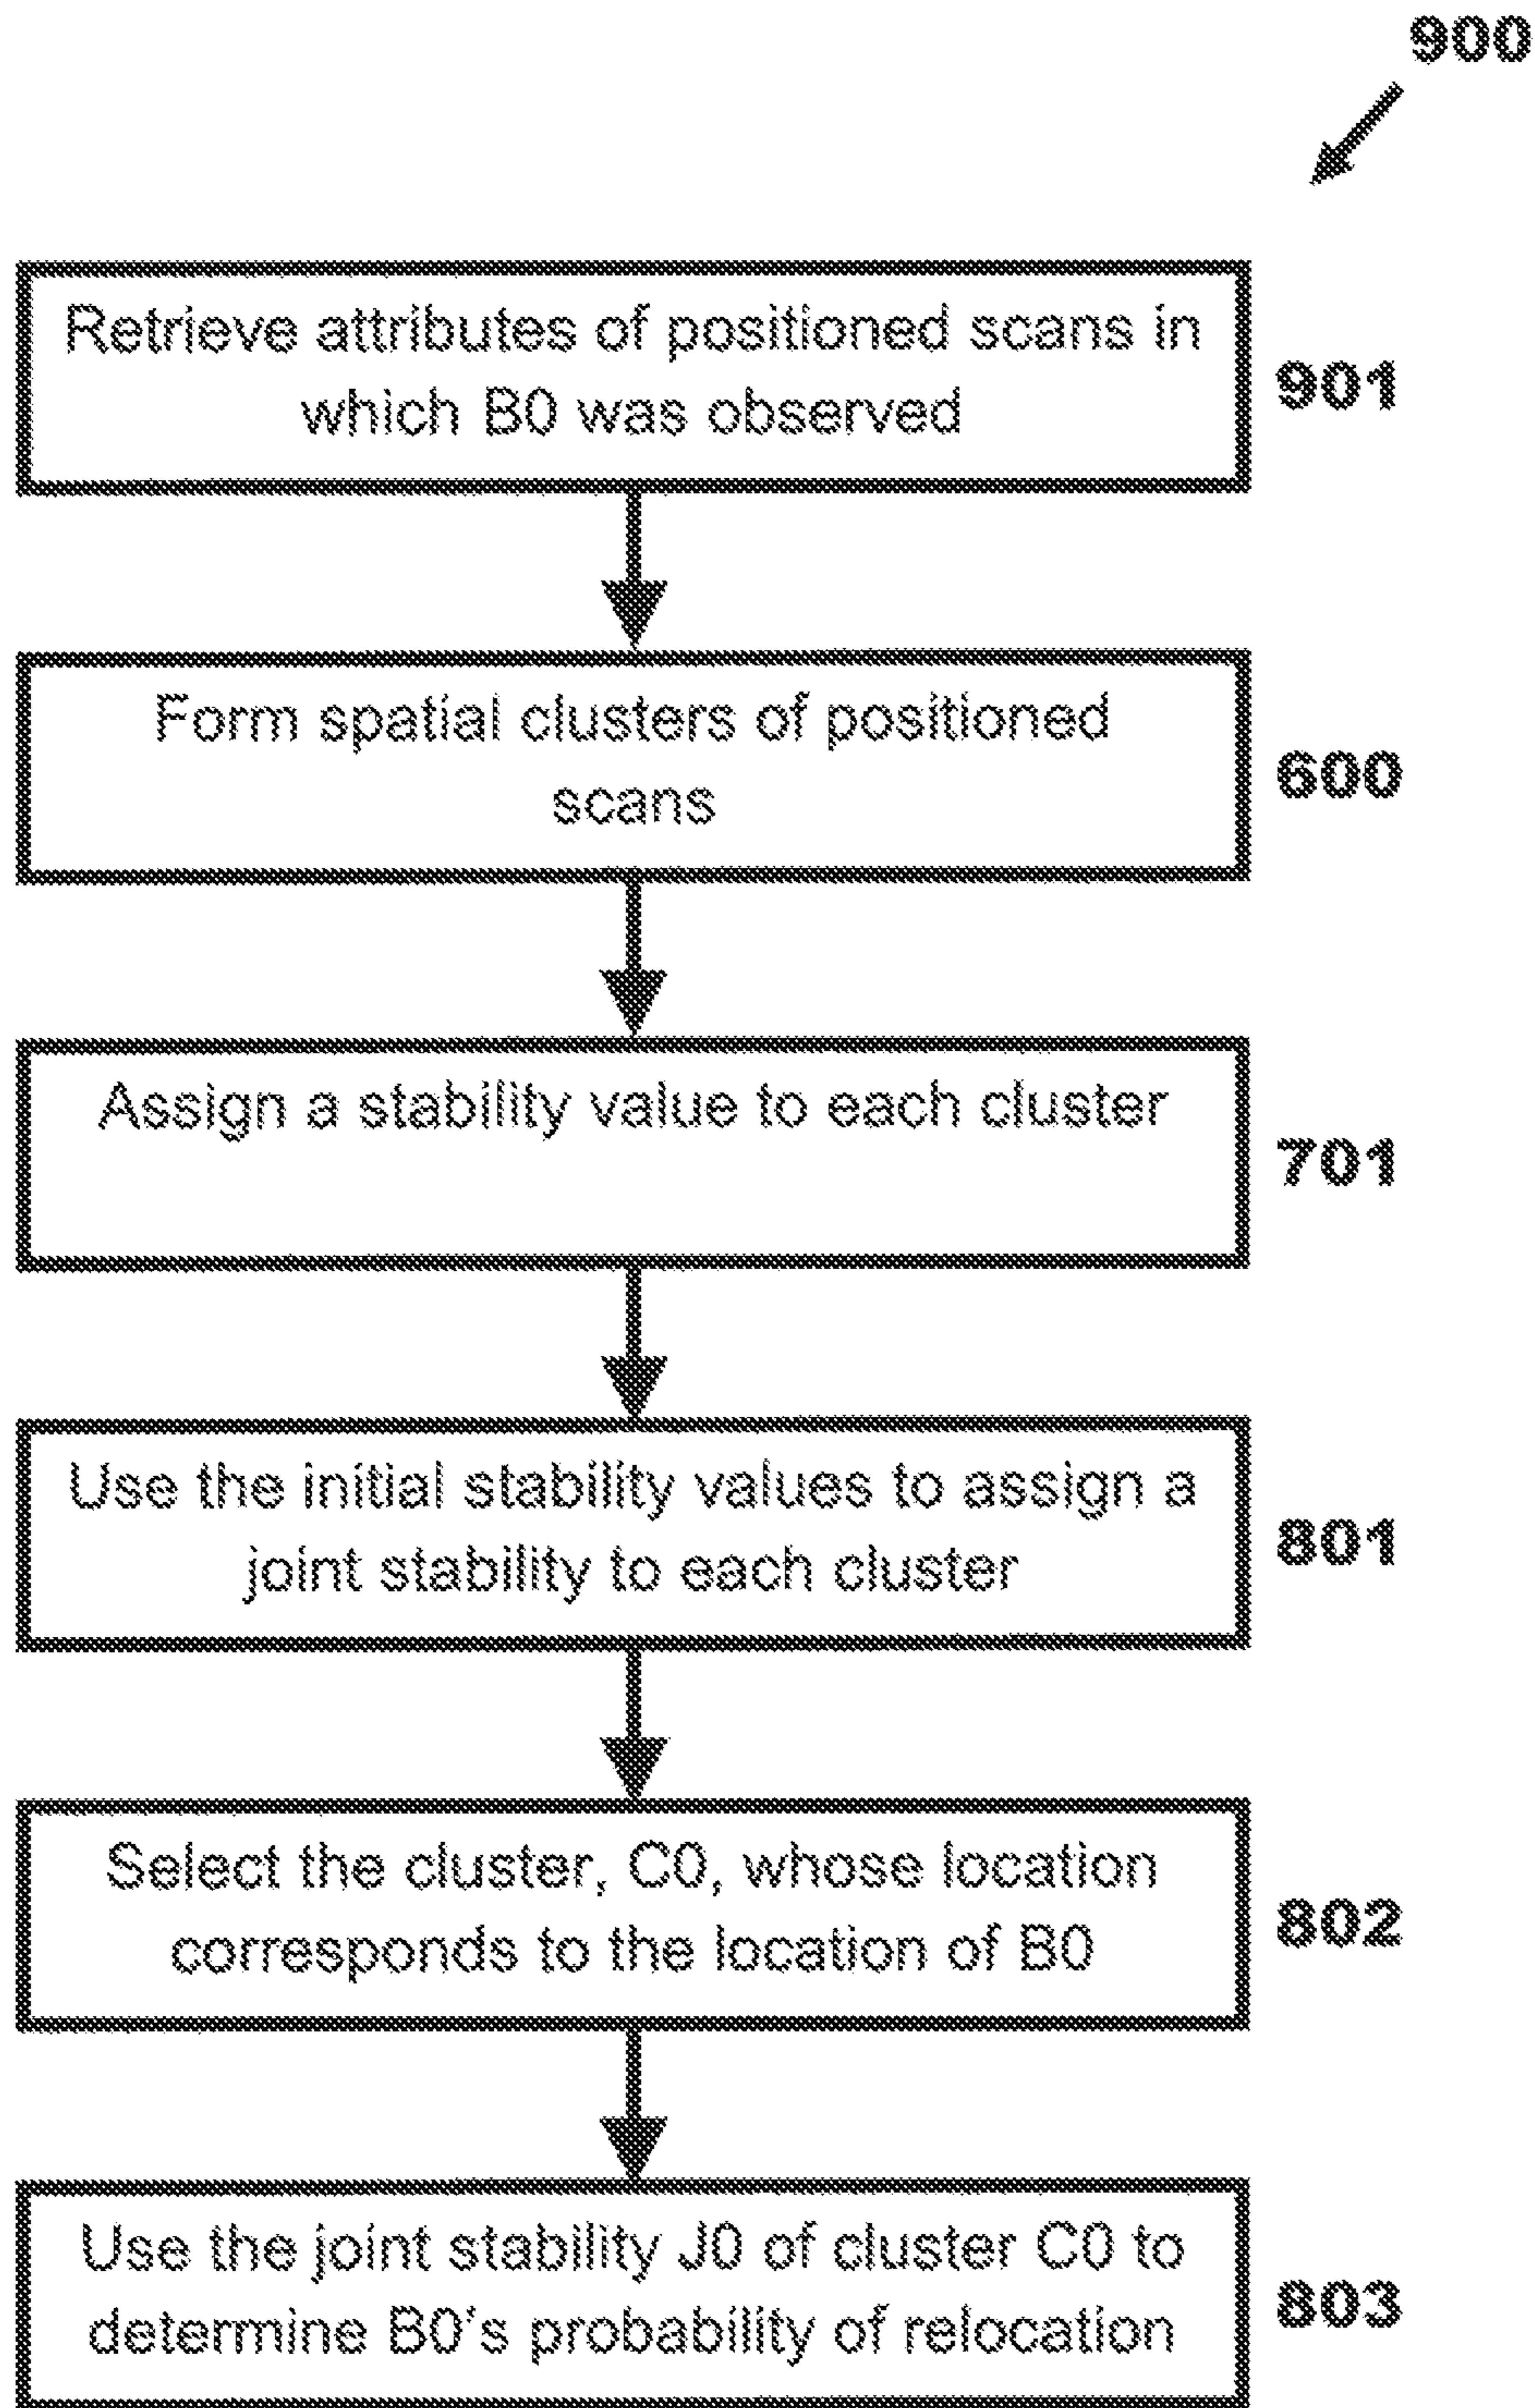 900
Retrieve attributes of positioned scans in
which B0 was observed
901
Form spatial clusters of positioned
scans
600
Assign a stability value to each cluster
701
Use the initial stability values to assign a
joint stability to each cluster
801
Select the cluster, C0, whose location
corresponds to the location of B0
802
Use the joint stability J0 of cluster C0 to
determine B0's probability of relocation
803